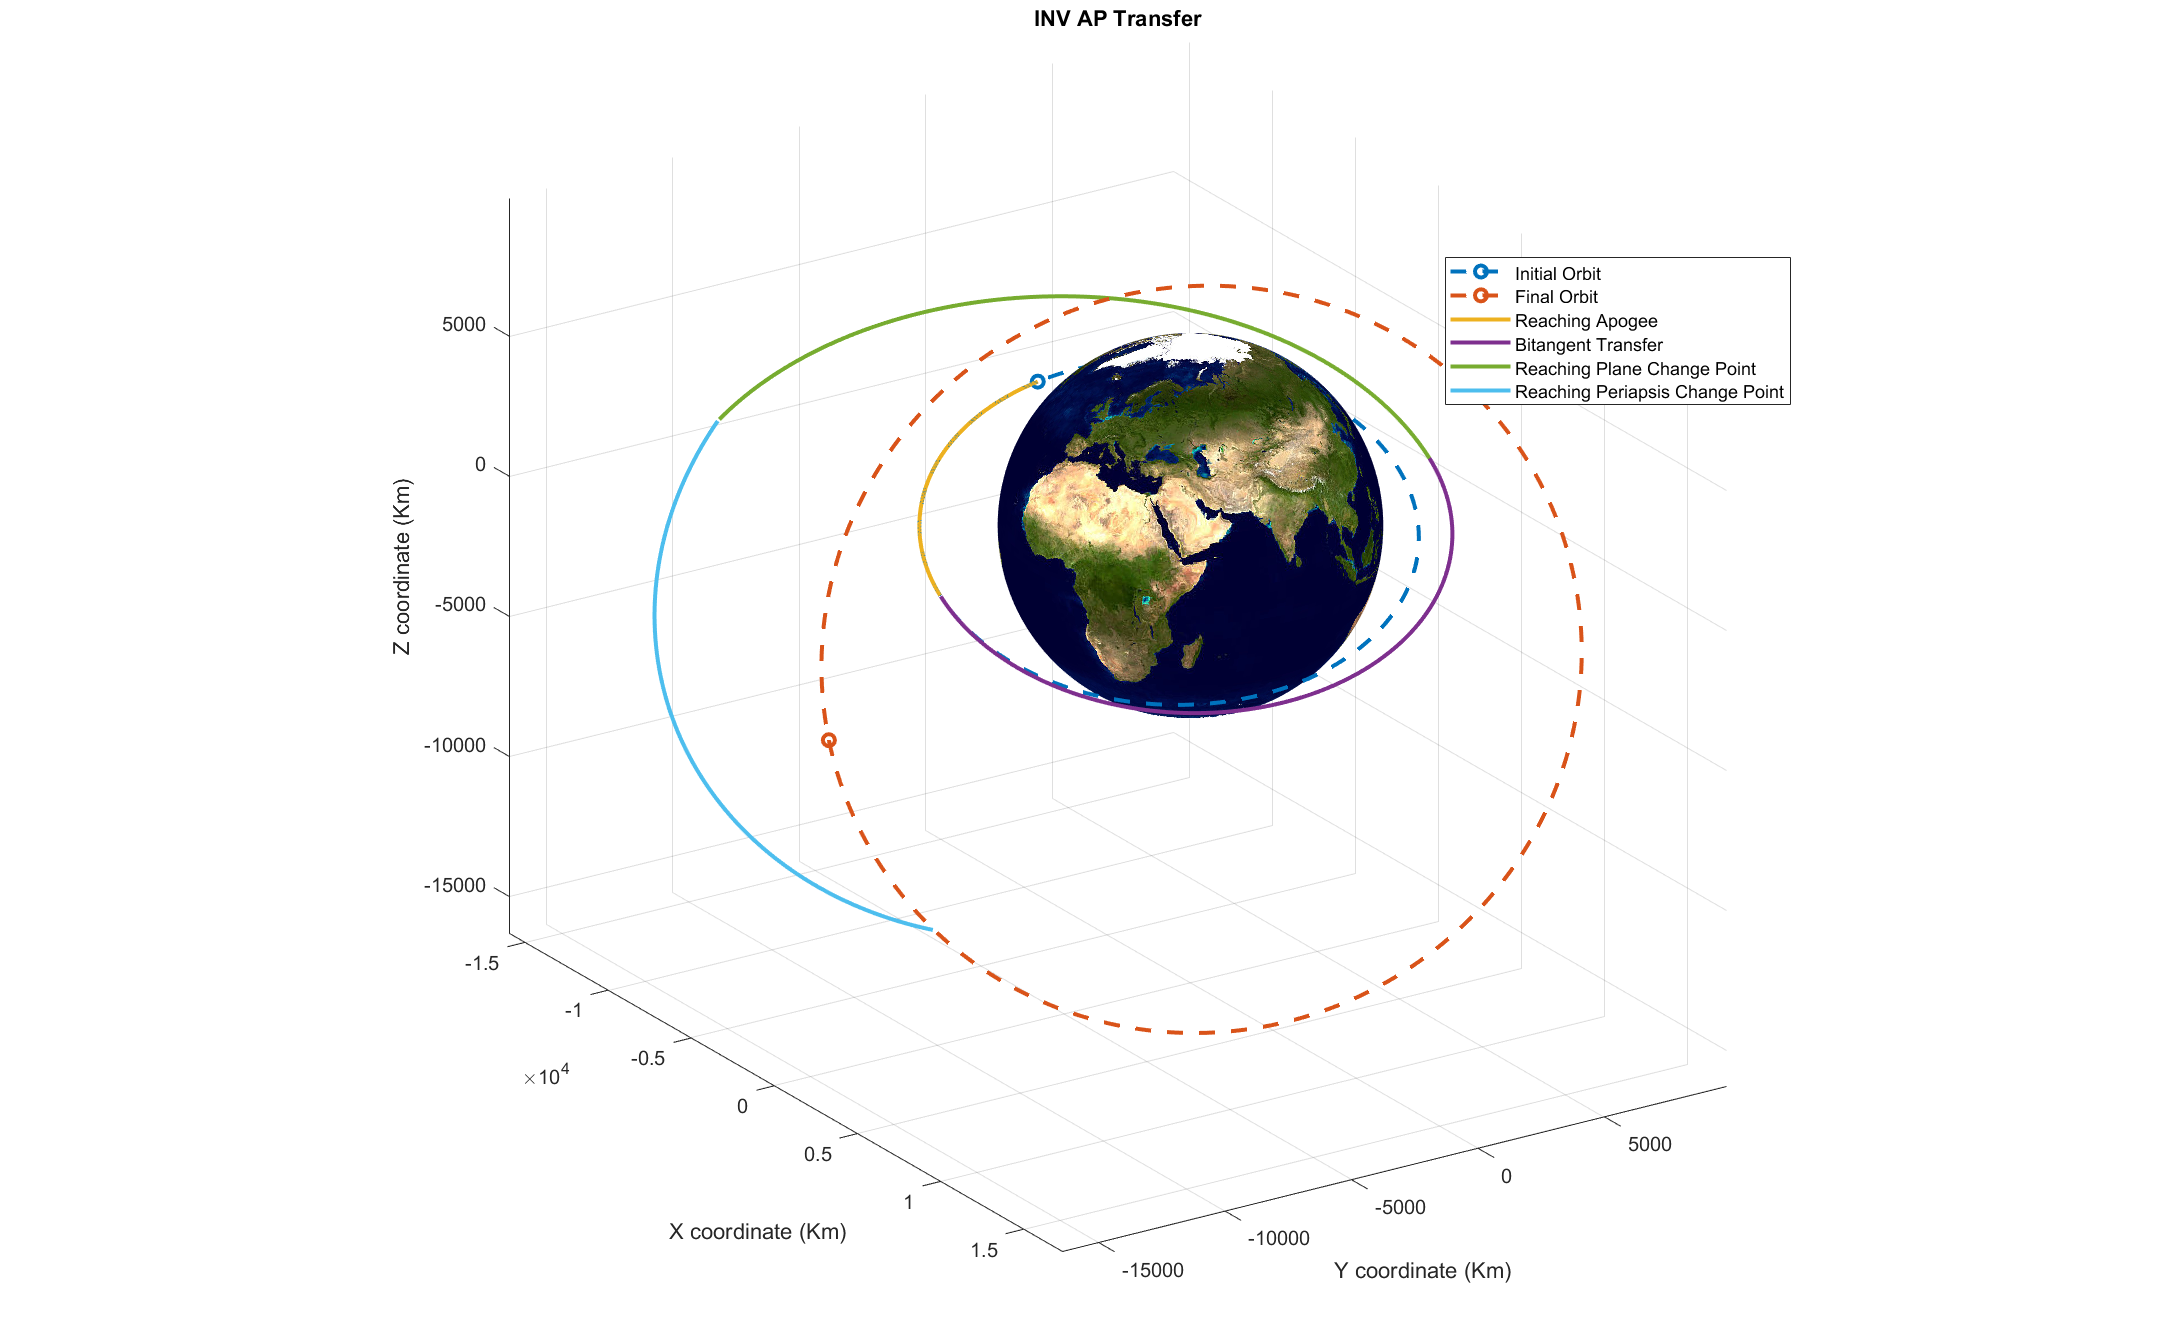 INV AP Transfer
Initial Orbit
Final Orbit
Reaching Apogee
Bitangent Transfer
Reaching Plane Change Point
Reaching Periapsis Change Point
Z coordinate (Km)
5000
0
-5000
-10000
-15000
-1.5
-1
-0.5
0
0.5
1
1.5
×10⁴
X coordinate (Km)
-15000
-10000
-5000
0
5000
Y coordinate (Km)